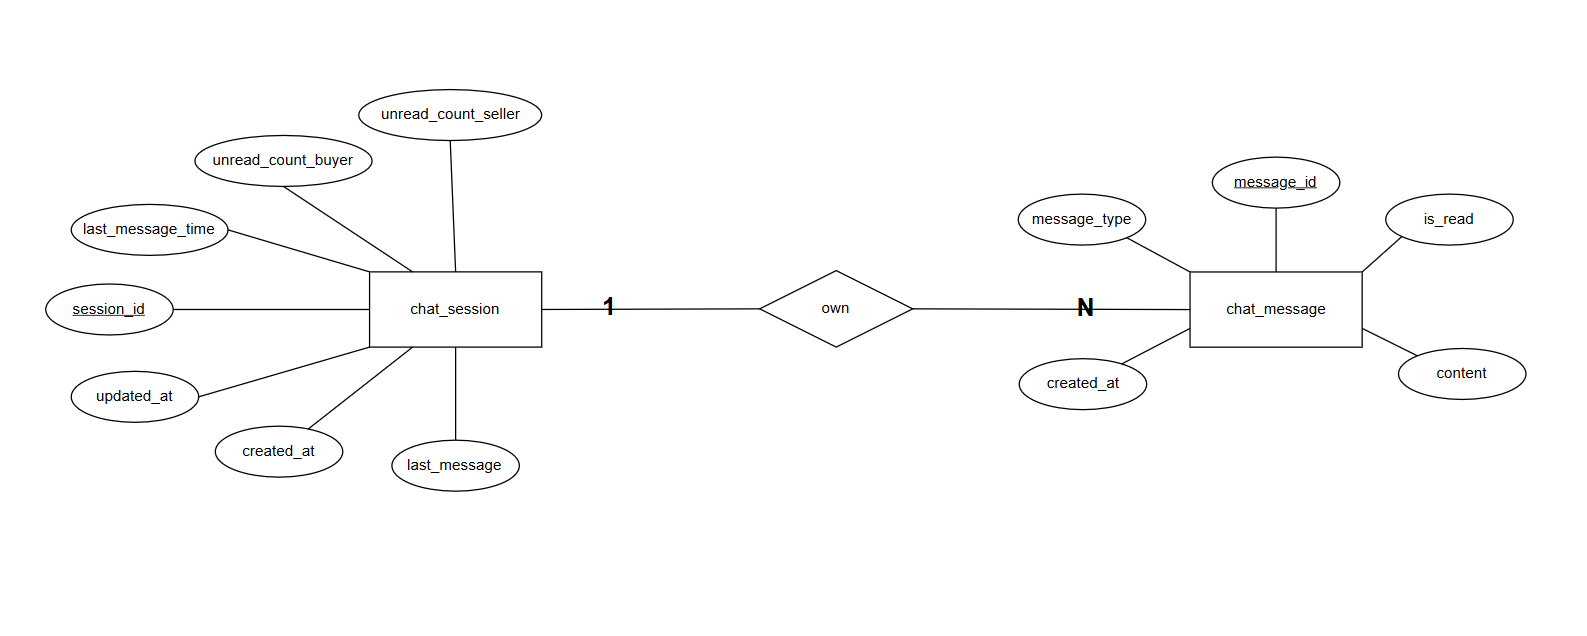 unread_count_seller
unread_count_buyer
last_message_time
session_id
updated_at
created_at
last_message
chat_session
1
own
N
message_type
message_id
is_read
chat_message
created_at
content